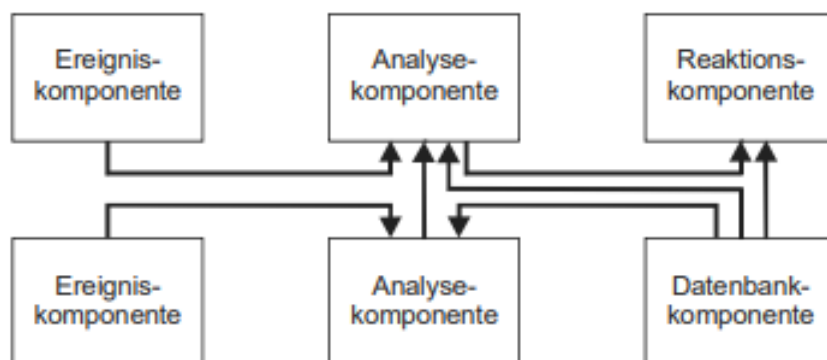 Ereignis-
komponente
Analyse-
komponente
Reaktions-
komponente
Ereignis-
komponente
Analyse-
komponente
Datenbank-
komponente